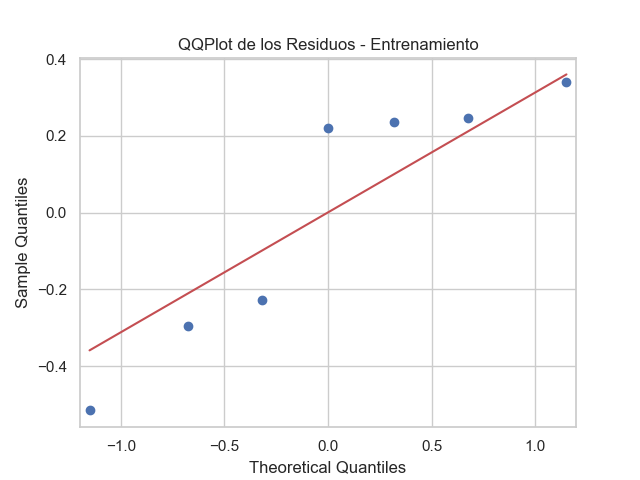 QQPlot de los Residuos - Entrenamiento
0.4
0.2
0.0
−0.2
−0.4
Sample Quantiles
−1.0 −0.5 0.0 0.5 1.0
Theoretical Quantiles